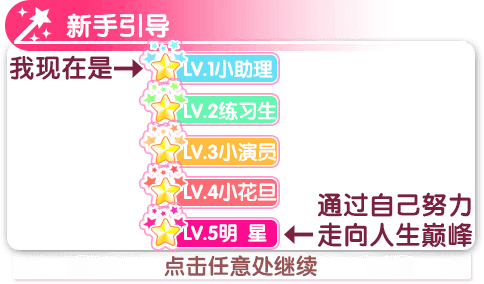 新手引导
我现在是→ LV.1小助理
LV.2练习生
LV.3小演员
LV.4小花旦
LV.5明 星
←通过自己努力
走向人生巅峰
点击任意处继续